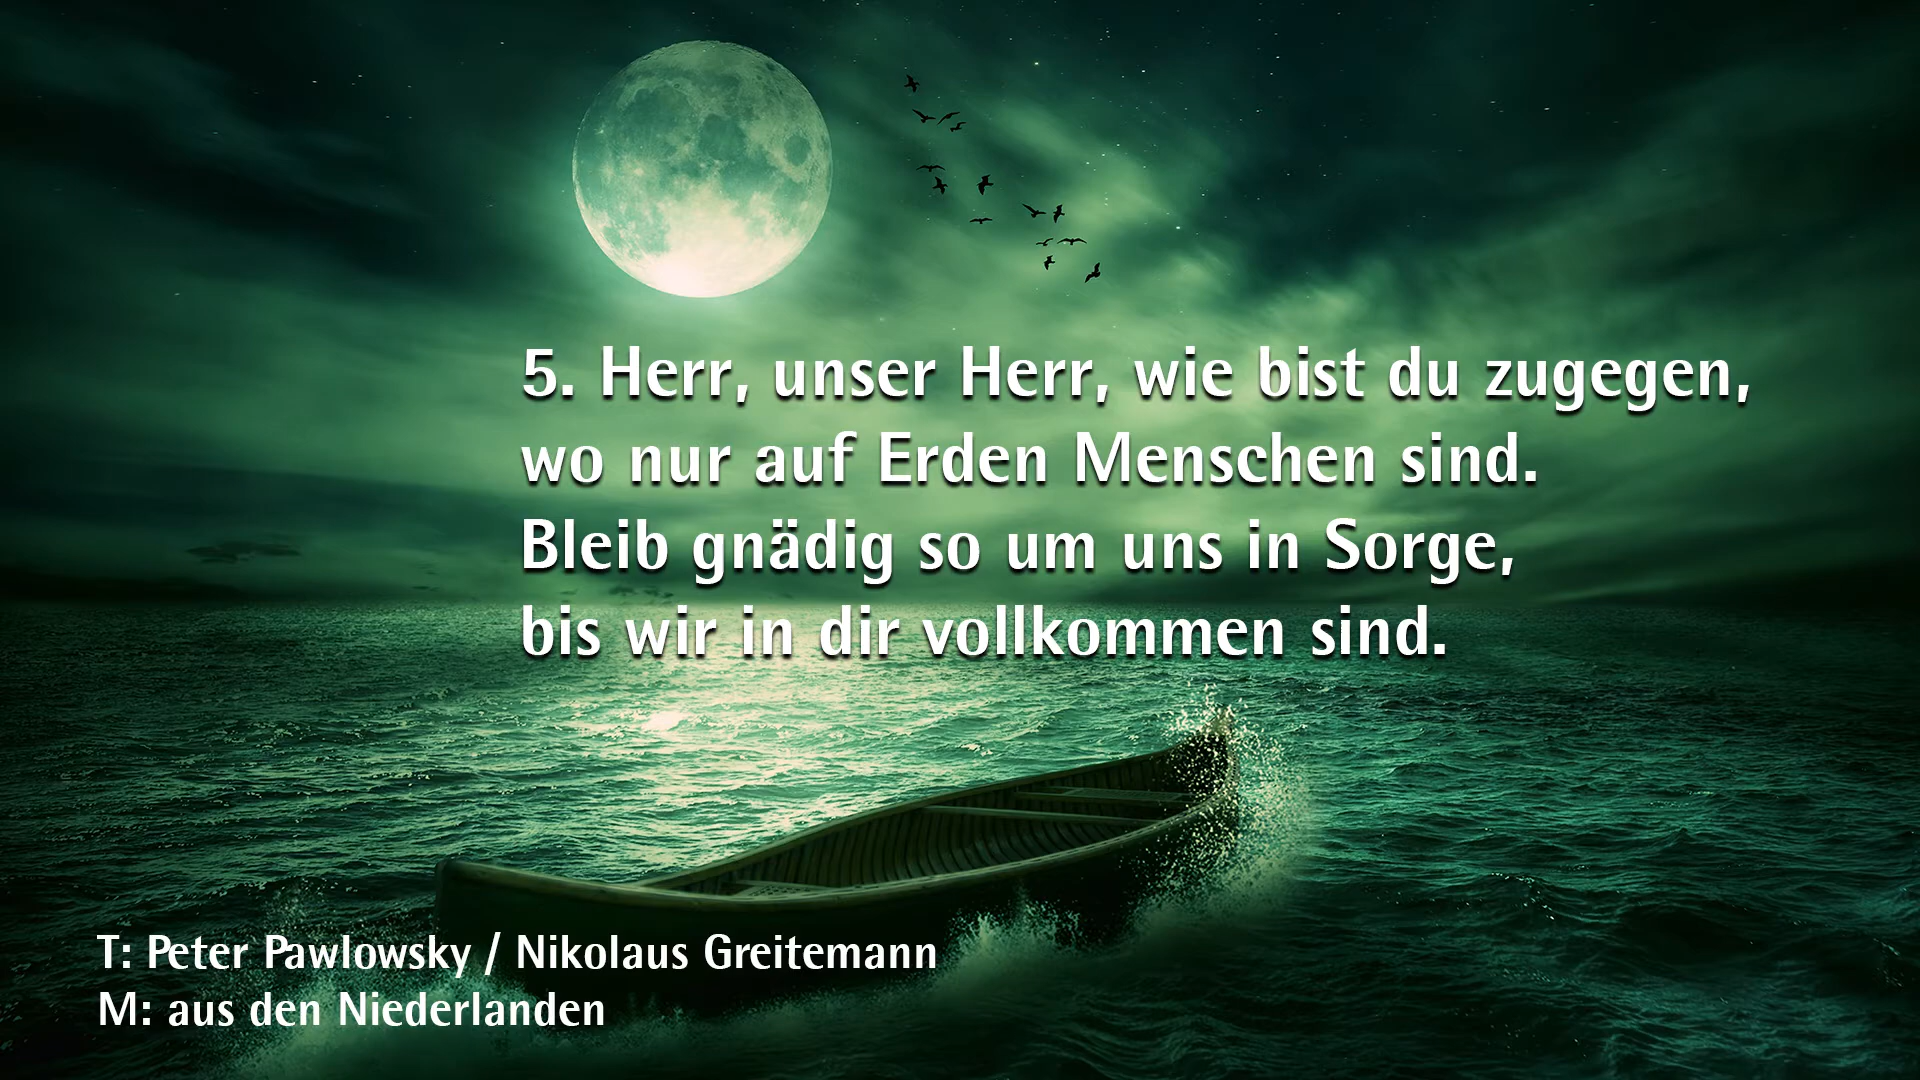 5. Herr, unser Herr, wie bist du zugegen,
wo nur auf Erden Menschen sind.
Bleib gnädig so um uns in Sorge,
bis wir in dir vollkommen sind.
T: Peter Pawlowsky / Nikolaus Greitemann
M: aus den Niederlanden